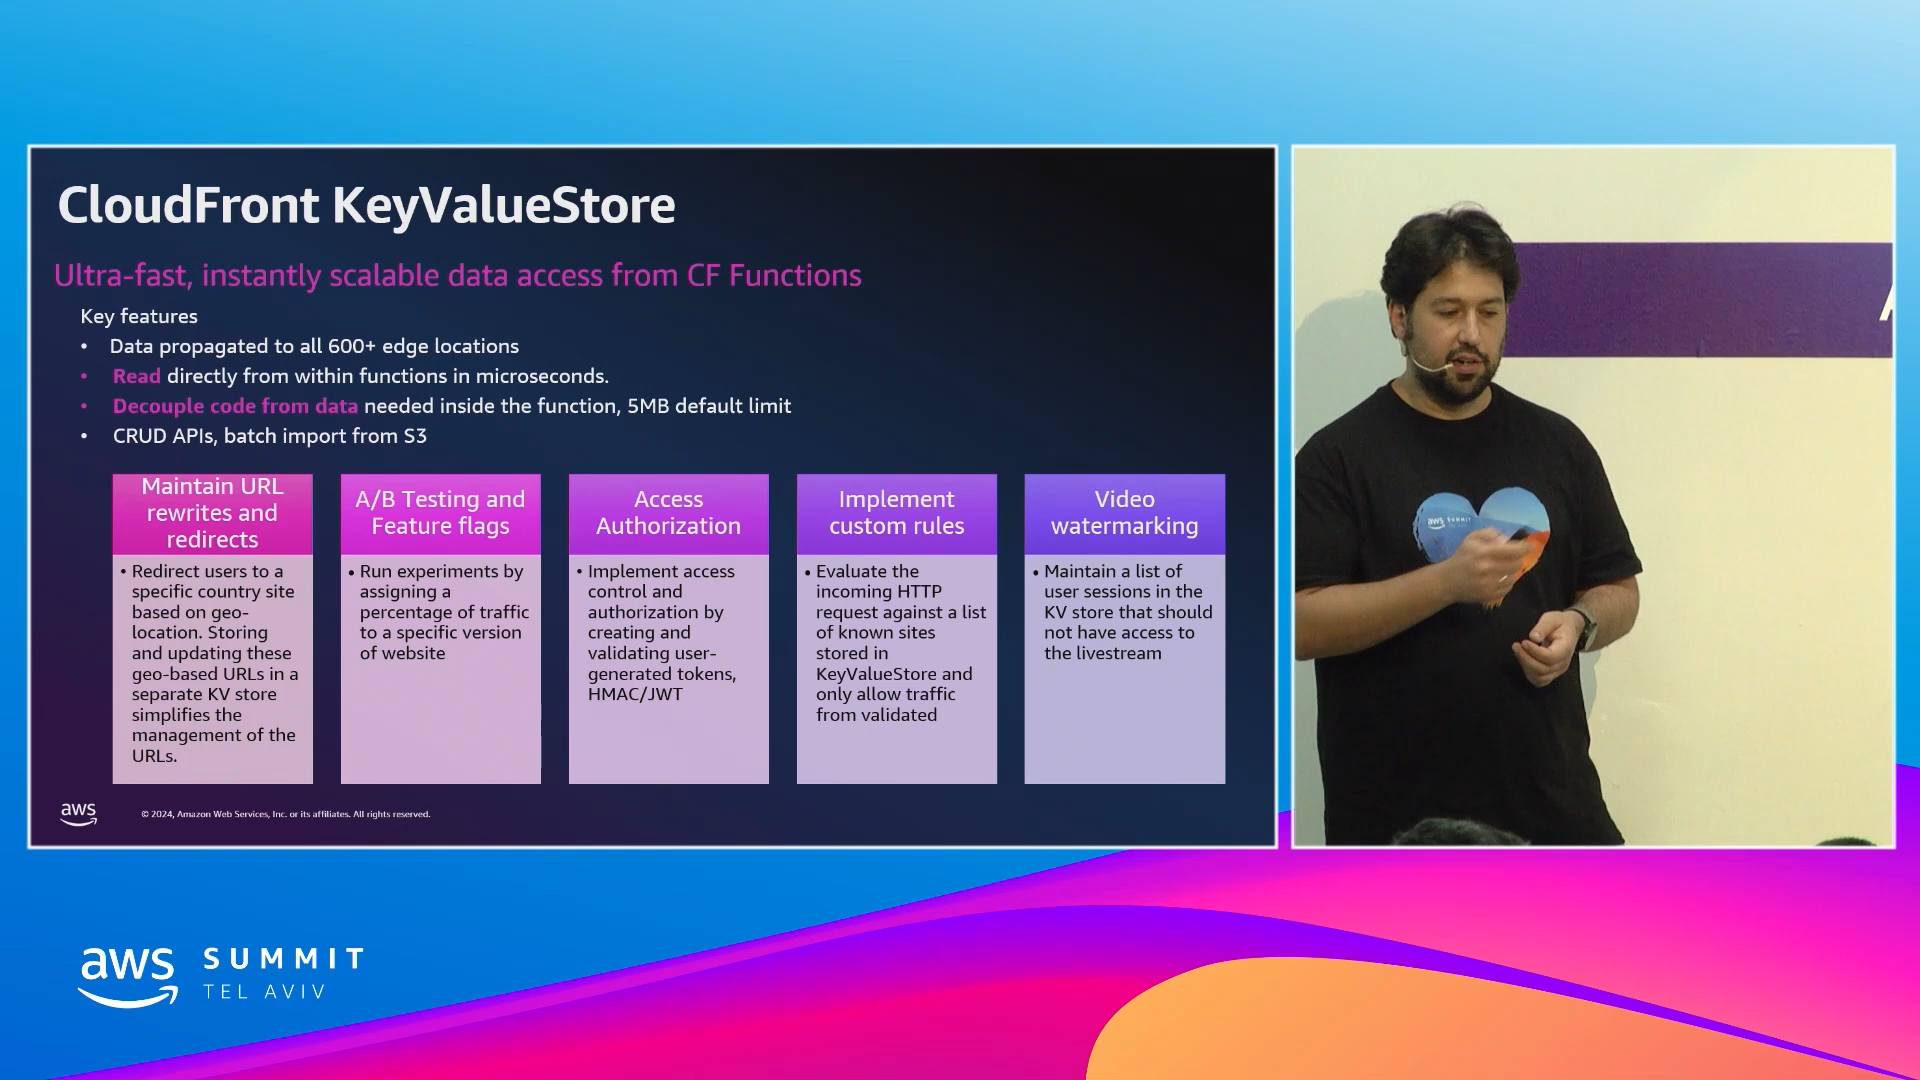 CloudFront KeyValueStore
Ultra-fast, instantly scalable data access from CF Functions
Key features
• Data propagated to all 600+ edge locations
• Read directly from within functions in microseconds.
• Decouple code from data needed inside the function, 5MB default limit
• CRUD APIs, batch import from S3
Maintain URL
rewrites and
redirects
• Redirect users to a
specific country site
based on geo-
location. Storing
and updating these
geo-based URLs in a
separate KV store
simplifies the
management of the
URLs.
A/B Testing and
Feature flags
• Run experiments by
assigning a
percentage of traffic
to a specific version
of website
Access
Authorization
• Implement access
control and
authorization by
creating and
validating user-
generated tokens,
HMAC/JWT
Implement
custom rules
• Evaluate the
incoming HTTP
request against a list
of known sites
stored in
KeyValueStore and
only allow traffic
from validated
Video
watermarking
• Maintain a list of
user sessions in the
KV store that should
not have access to
the livestream
aws
© 2024, Amazon Web Services, Inc. or its affiliates. All rights reserved.
aws SUMMIT
TEL AVIV
aws SUMMIT
TEL AVIV